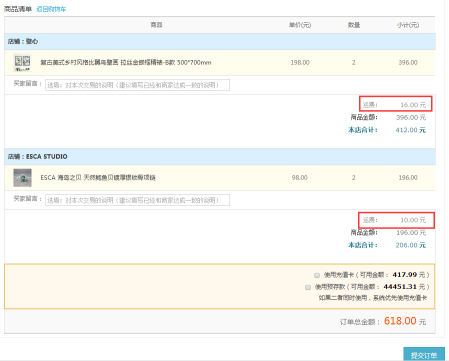 商品清单 返回购物车
商品 单价(元) 数量 小计(元)
店铺：壁心
复古美式乡村风格比翼鸟壁画 拉丝金银框精裱-B款 500*700mm 198.00 2 396.00
买家留言： 选填：对本次交易的说明（建议填写已经和商家达成一致的说明）
运费： 16.00 元
商品金额： 396.00 元
本店合计： 412.00 元
店铺：ESCA STUDIO
ESCA 海岛之贝 天然鲍鱼贝镀厚银软骨项链 98.00 2 196.00
买家留言： 选填：对本次交易的说明（建议填写已经和商家达成一致的说明）
运费： 10.00 元
商品金额： 196.00 元
本店合计： 206.00 元
使用充值卡（可用金额： 417.99 元）
使用预存款（可用金额： 44451.31 元）
如果二者同时使用，系统优先使用充值卡
订单总金额： 618.00 元
提交订单